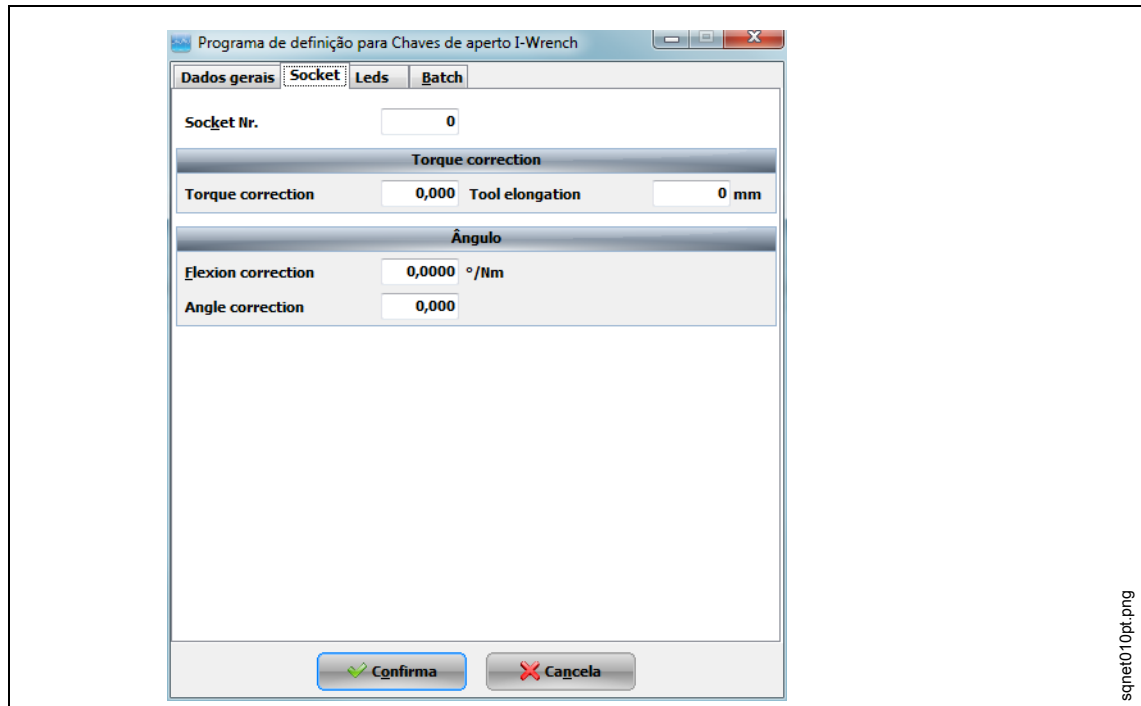 Programa de definição para Chaves de aperto I-Wrench
Dados gerais Socket Leds Batch
Socket Nr. 0
Torque correction
Torque correction 0,000 Tool elongation 0 mm
Ângulo
Flexion correction 0,0000 °/Nm
Angle correction 0,000
Confirma Cancela
sqnet010pt.png